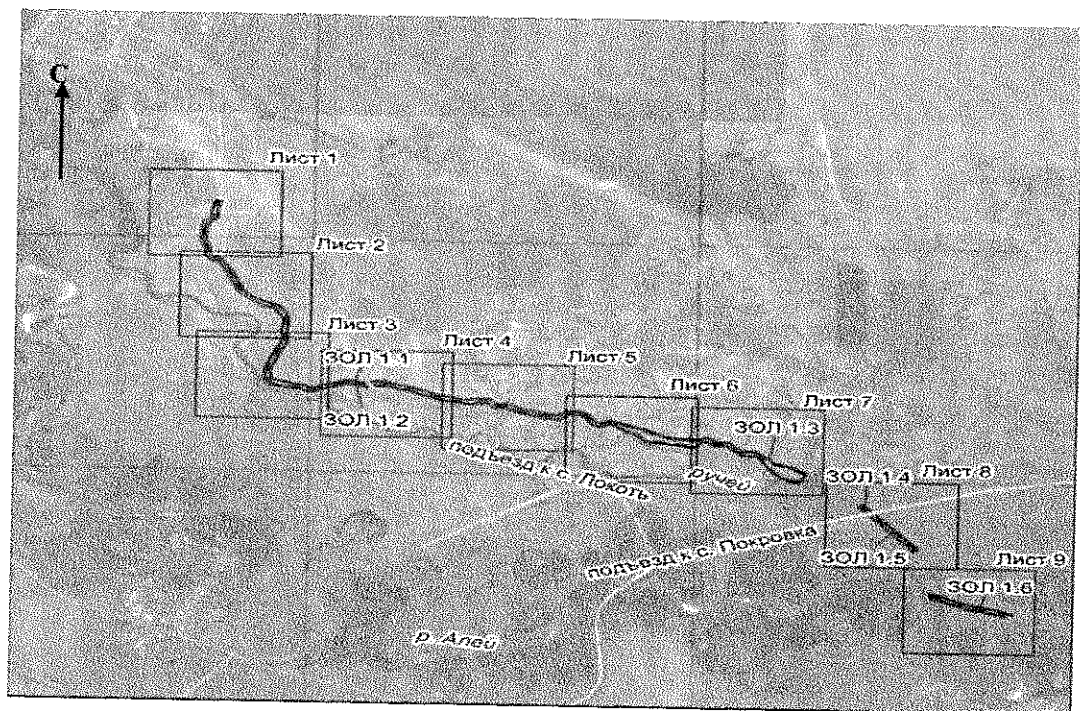 С
Лист 1
Лист 2
Лист 3
ЗОЛ 1.1
Лист 4
Лист 5
Лист 6
Лист 7
ЗОЛ 1.2
ЗОЛ 1.3
подъезд к с. Локоть
ручей
ЗОЛ 1.4
Лист 8
подъезд к с. Покровка
ЗОЛ 1.5
Лист 9
ЗОЛ 1.6
р. Алей